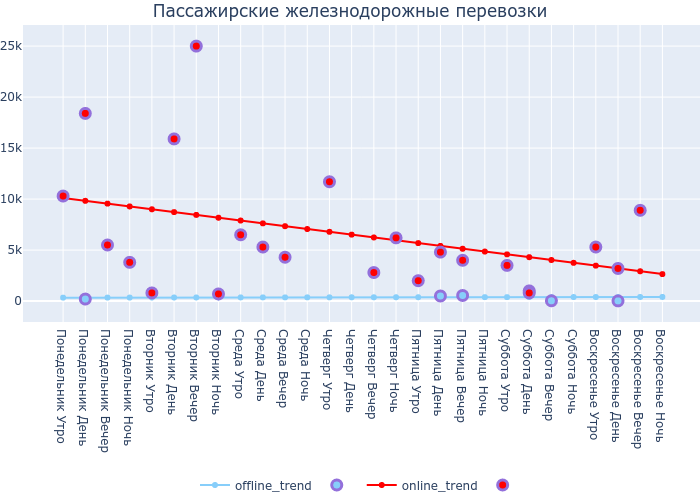 Пассажирские железнодорожные перевозки
25k
20k
15k
10k
5k
0
Понедельник Утро
Понедельник День
Понедельник Вечер
Понедельник Ночь
Вторник Утро
Вторник День
Вторник Вечер
Вторник Ночь
Среда Утро
Среда День
Среда Вечер
Среда Ночь
Четверг Утро
Четверг День
Четверг Вечер
Четверг Ночь
Пятница Утро
Пятница День
Пятница Вечер
Пятница Ночь
Суббота Утро
Суббота День
Суббота Вечер
Суббота Ночь
Воскресенье Утро
Воскресенье День
Воскресенье Вечер
Воскресенье Ночь
offline_trend
online_trend